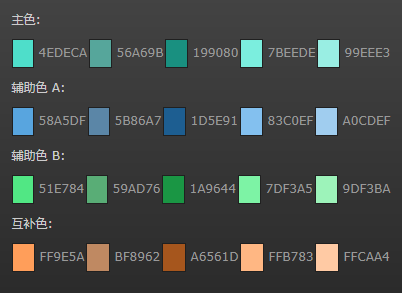 主色:
4EDECA 56A69B 199080 7BEEDE 99EEE3
辅助色 A:
58A5DF 5B86A7 1D5E91 83C0EF A0CDEF
辅助色 B:
51E784 59AD76 1A9644 7DF3A5 9DF3BA
互补色:
FF9E5A BF8962 A6561D FFB783 FFCAA4